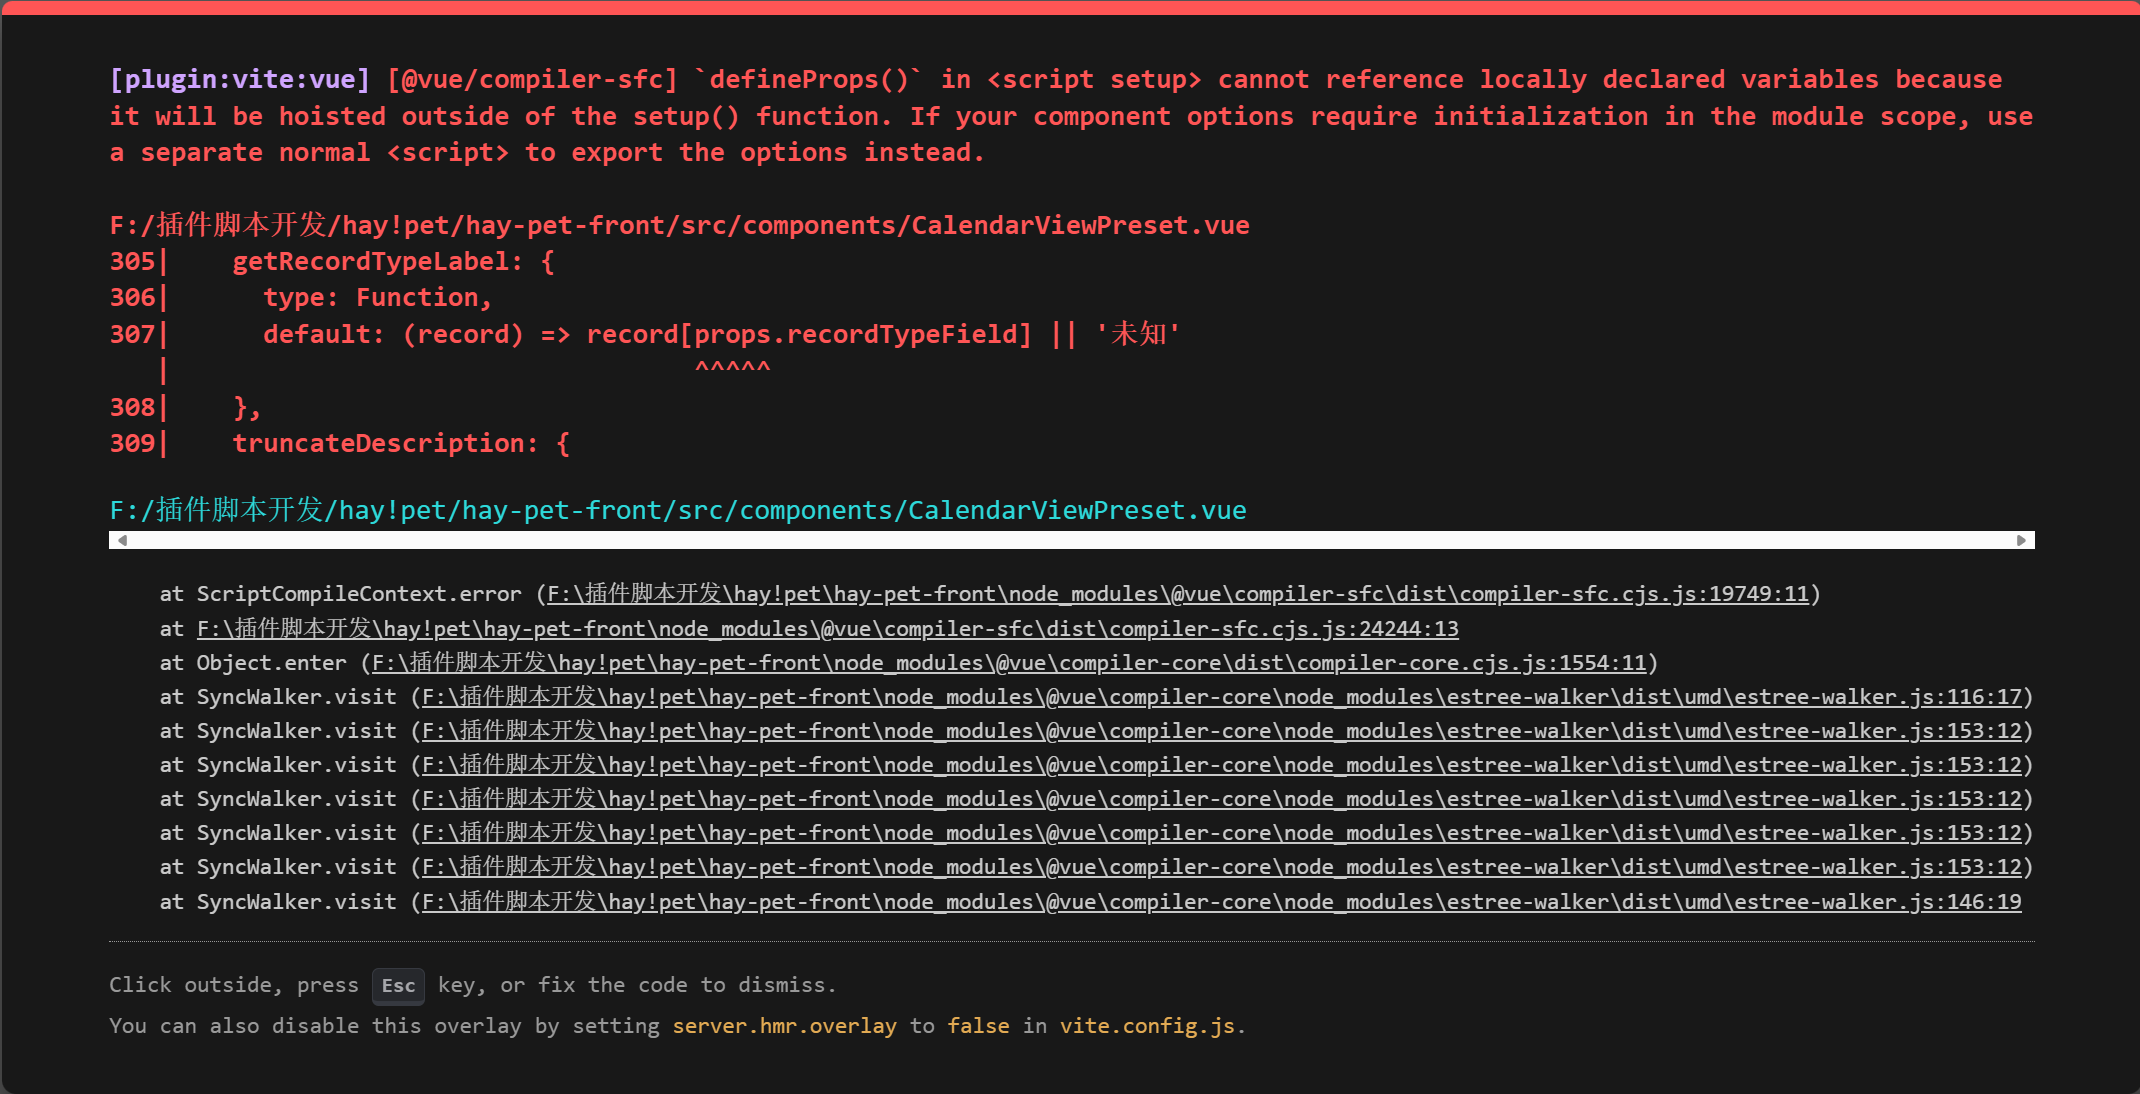 [plugin:vite:vue] [@vue/compiler-sfc] `defineProps()` in <script setup> cannot reference locally declared variables because
it will be hoisted outside of the setup() function. If your component options require initialization in the module scope, use
a separate normal <script> to export the options instead.
F:/插件脚本开发/hay!pet/hay-pet-front/src/components/CalendarViewPreset.vue
305|    getRecordTypeLabel: {
306|      type: Function,
307|      default: (record) => record[props.recordTypeField] || '未知'
   |                                  ^^^^^
308|    },
309|    truncateDescription: {
F:/插件脚本开发/hay!pet/hay-pet-front/src/components/CalendarViewPreset.vue
at ScriptCompileContext.error (F:\插件脚本开发\hay!pet\hay-pet-front\node_modules\@vue\compiler-sfc\dist\compiler-sfc.cjs.js:19749:11)
at F:\插件脚本开发\hay!pet\hay-pet-front\node_modules\@vue\compiler-sfc\dist\compiler-sfc.cjs.js:24244:13
at Object.enter (F:\插件脚本开发\hay!pet\hay-pet-front\node_modules\@vue\compiler-core\dist\compiler-core.cjs.js:1554:11)
at SyncWalker.visit (F:\插件脚本开发\hay!pet\hay-pet-front\node_modules\@vue\compiler-core\node_modules\estree-walker\dist\umd\estree-walker.js:116:17)
at SyncWalker.visit (F:\插件脚本开发\hay!pet\hay-pet-front\node_modules\@vue\compiler-core\node_modules\estree-walker\dist\umd\estree-walker.js:153:12)
at SyncWalker.visit (F:\插件脚本开发\hay!pet\hay-pet-front\node_modules\@vue\compiler-core\node_modules\estree-walker\dist\umd\estree-walker.js:153:12)
at SyncWalker.visit (F:\插件脚本开发\hay!pet\hay-pet-front\node_modules\@vue\compiler-core\node_modules\estree-walker\dist\umd\estree-walker.js:153:12)
at SyncWalker.visit (F:\插件脚本开发\hay!pet\hay-pet-front\node_modules\@vue\compiler-core\node_modules\estree-walker\dist\umd\estree-walker.js:153:12)
at SyncWalker.visit (F:\插件脚本开发\hay!pet\hay-pet-front\node_modules\@vue\compiler-core\node_modules\estree-walker\dist\umd\estree-walker.js:153:12)
at SyncWalker.visit (F:\插件脚本开发\hay!pet\hay-pet-front\node_modules\@vue\compiler-core\node_modules\estree-walker\dist\umd\estree-walker.js:146:19
Click outside, press Esc key, or fix the code to dismiss.
You can also disable this overlay by setting server.hmr.overlay to false in vite.config.js.